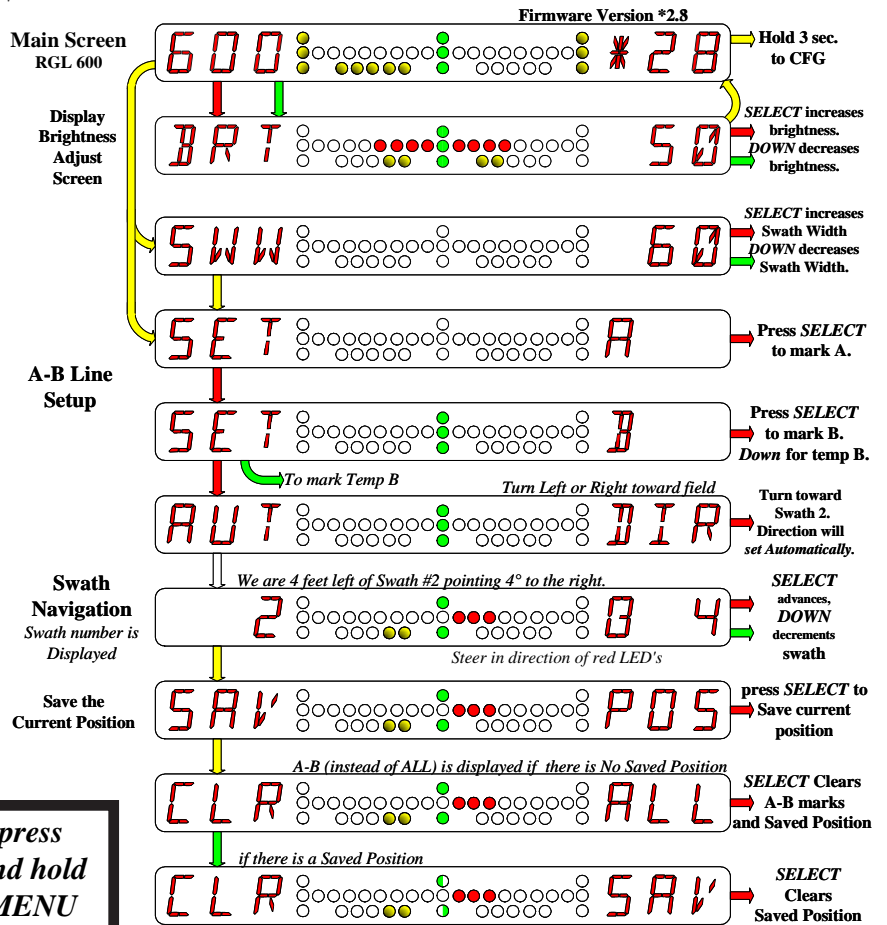 Firmware Version *2.8
Main Screen
RGL 600
600 *28
Hold 3 sec.
to CFG
Display
Brightness
Adjust
Screen
BRT 50
SELECT increases
brightness.
DOWN decreases
brightness.
SWW 60
SELECT increases
Swath Width
DOWN decreases
Swath Width.
SET A
Press SELECT
to mark A.
A-B Line
Setup
SET B
Press SELECT
to mark B.
Down for temp B.
To mark Temp B
Turn Left or Right toward field
AUT DIR
Turn toward
Swath 2.
Direction will
set Automatically.
We are 4 feet left of Swath #2 pointing 4° to the right.
Swath
Navigation
Swath number is
Displayed
2 0 4
SELECT
advances,
DOWN
decrements
swath
Steer in direction of red LED's
Save the
Current Position
SAV POS
press SELECT to
Save current
position
A-B (instead of ALL) is displayed if there is No Saved Position
CLR ALL
SELECT Clears
A-B marks
and Saved Position
if there is a Saved Position
CLR SAV
SELECT
Clears
Saved Position
press
nd hold
MENU